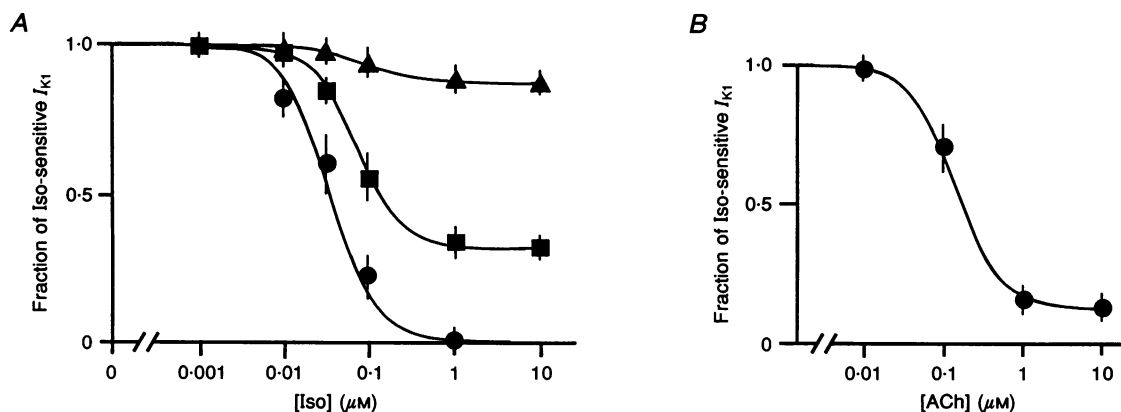 A
1·0
0·5
0
Fraction of Iso-sensitive I_K1
0 0·001 0·01 0·1 1 10
[Iso] (μM)
B
1·0
0·5
0
Fraction of Iso-sensitive I_K1
0·01 0·1 1 10
[ACh] (μM)